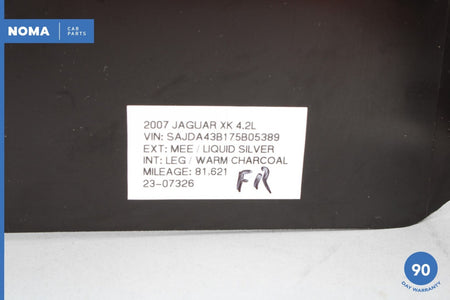 NOMA CAR PARTS
2007 JAGUAR XK 4.2L
VIN: SAJDA43B175B05389
EXT: MEE / LIQUID SILVER
INT: LEG / WARM CHARCOAL
MILEAGE: 81,621
23-07326
FR
90
DAY WARRANTY